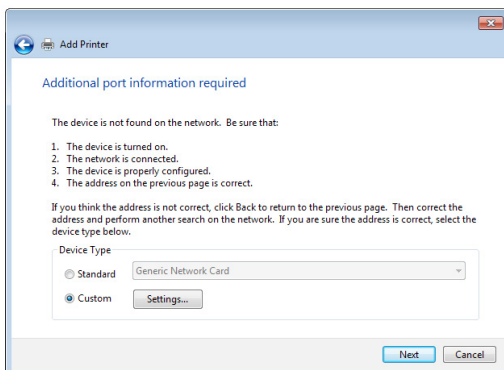 Add Printer
Additional port information required
The device is not found on the network.  Be sure that:
1.  The device is turned on.
2.  The network is connected.
3.  The device is properly configured.
4.  The address on the previous page is correct.
If you think the address is not correct, click Back to return to the previous page.  Then correct the
address and perform another search on the network.  If you are sure the address is correct, select the
device type below.
Device Type
Standard Generic Network Card
Custom Settings...
Next Cancel